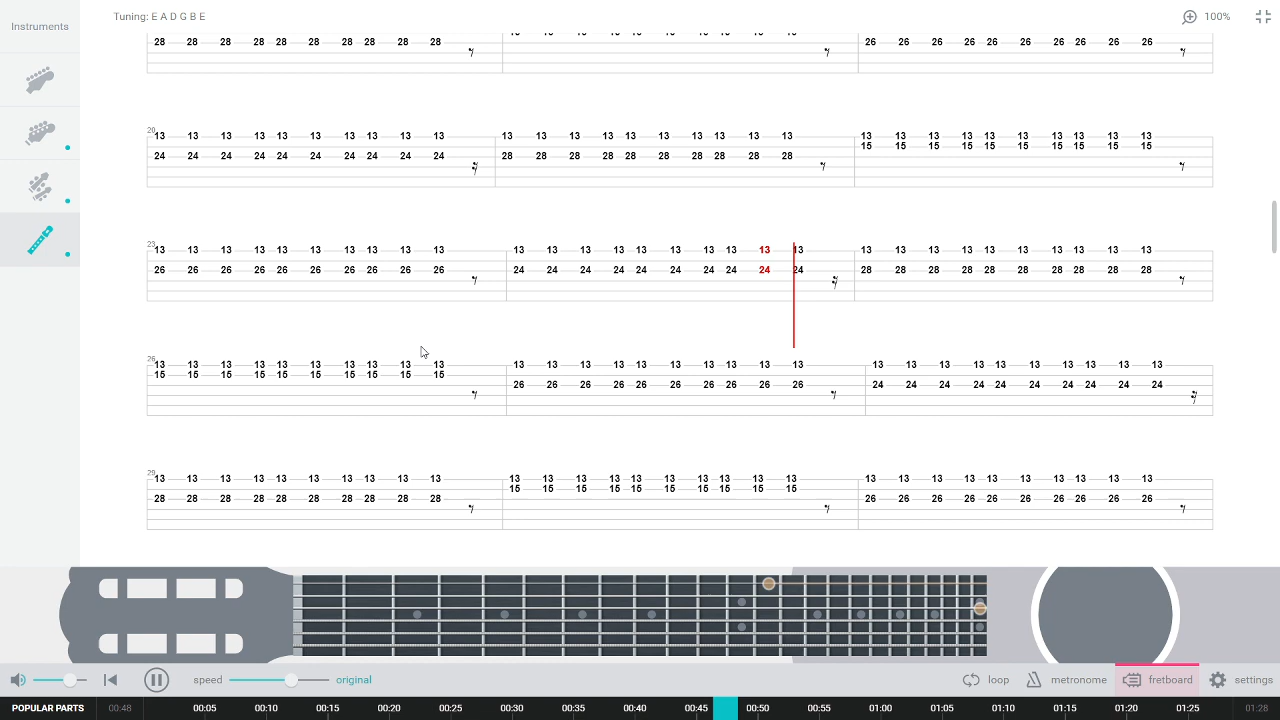 Instruments
Tuning: E A D G B E
100%
28 28 28 28 28 28 28 28 28 28
13 13 13 13 13 13 13 13 13 13
26 26 26 26 26 26 26 26 26 26
20
13 13 13 13 13 13 13 13 13 13 13 13 13 13 13 13 13 13 13 13 13 13 13 13 13 13 13 13 13
24 24 24 24 24 24 24 24 24 24 28 28 28 28 28 28 28 28 28 28 15 15 15 15 15 15 15 15 15
23
13 13 13 13 13 13 13 13 13 13 13 13 13 13 13 13 13 13 13 13 13 13 13 13 13 13 13 13 13
26 26 26 26 26 26 26 26 26 26 24 24 24 24 24 24 24 24 24 24 28 28 28 28 28 28 28 28 28
26
13 13 13 13 13 13 13 13 13 13 13 13 13 13 13 13 13 13 13 13 13 13 13 13 13 13 13 13 13
15 15 15 15 15 15 15 15 15 15 26 26 26 26 26 26 26 26 26 26 24 24 24 24 24 24 24 24 24
29
13 13 13 13 13 13 13 13 13 13 13 13 13 13 13 13 13 13 13 13 13 13 13 13 13 13 13 13 13 13
28 28 28 28 28 28 28 28 28 28 15 15 15 15 15 15 15 15 15 15 26 26 26 26 26 26 26 26 26 26
speed
original
loop
metronome
fretboard
settings
POPULAR PARTS 00:48 00:05 00:10 00:15 00:20 00:25 00:30 00:35 00:40 00:45 00:50 00:55 01:00 01:05 01:10 01:15 01:20 01:25 01:28